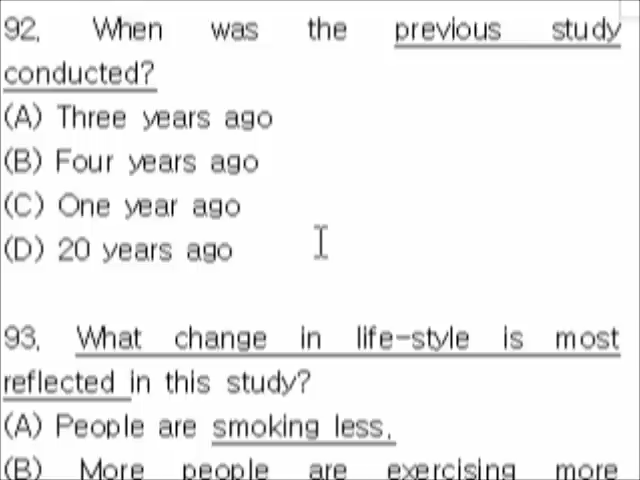 92. When was the previous study
conducted?
(A) Three years ago
(B) Four years ago
(C) One year ago
(D) 20 years ago
93. What change in life-style is most
reflected in this study?
(A) People are smoking less.
(B) More people are exercising more